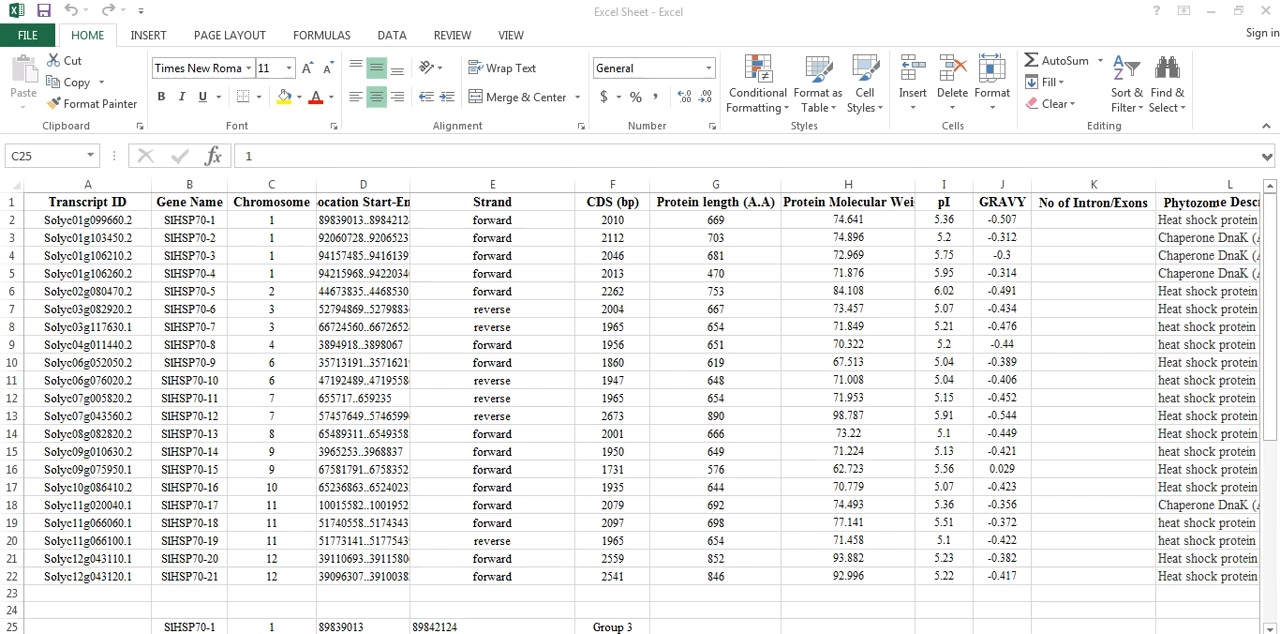 Excel Sheet - Excel
FILE HOME INSERT PAGE LAYOUT FORMULAS DATA REVIEW VIEW Sign in
Paste Cut Copy Format Painter
Times New Roma 11 Wrap Text Merge & Center General
B I U A $ % ,
Conditional Formatting Format as Table Cell Styles
Insert Delete Format
AutoSum Fill Clear Sort & Filter Find & Select
Clipboard Font Alignment Number Styles Cells Editing
C25 fx 1
A B C D E F G H I J K L
1 Transcript ID Gene Name Chromosome ocation Start-En Strand CDS (bp) Protein length (A.A) Protein Molecular Wei pI GRAVY No of Intron/Exons Phytozome Descr
2 Solyc01g099660.2 SlHSP70-1 1 89839013..8984212 forward 2010 669 74.641 5.36 -0.507 Heat shock protein
3 Solyc01g103450.2 SlHSP70-2 1 92060728..9206523 forward 2112 703 74.896 5.2 -0.312 Chaperone DnaK (
4 Solyc01g106210.2 SlHSP70-3 1 94157485..9416139 forward 2046 681 72.969 5.75 -0.3 Chaperone DnaK (
5 Solyc01g106260.2 SlHSP70-4 1 94215968..9422034 forward 2013 470 71.876 5.95 -0.314 Chaperone DnaK (
6 Solyc02g080470.2 SlHSP70-5 2 44673835..4468530 forward 2262 753 84.108 6.02 -0.491 Heat shock protein
7 Solyc03g082920.2 SlHSP70-6 3 52794869..5279883 reverse 2004 667 73.457 5.07 -0.434 Heat shock protein
8 Solyc03g117630.1 SlHSP70-7 3 66724560..6672652 reverse 1965 654 71.849 5.21 -0.476 heat shock protein
9 Solyc04g011440.2 SlHSP70-8 4 3894918..3898067 forward 1956 651 70.322 5.2 -0.44 heat shock protein
10 Solyc06g052050.2 SlHSP70-9 6 35713191..3571621 forward 1860 619 67.513 5.04 -0.389 Heat shock protein
11 Solyc06g076020.2 SlHSP70-10 6 47192489..4719558 reverse 1947 648 71.008 5.04 -0.406 heat shock protein
12 Solyc07g005820.2 SlHSP70-11 7 655717..659235 reverse 1965 654 71.953 5.15 -0.452 heat shock protein
13 Solyc07g043560.2 SlHSP70-12 7 57457649..5746599 reverse 2673 890 98.787 5.91 -0.544 Heat shock protein
14 Solyc08g082820.2 SlHSP70-13 8 65489311..6549358 forward 2001 666 73.22 5.1 -0.449 Heat shock protein
15 Solyc09g010630.2 SlHSP70-14 9 3965253..3968837 forward 1950 649 71.224 5.13 -0.421 heat shock protein
16 Solyc09g075950.1 SlHSP70-15 9 67581791..6758352 reverse 1731 576 62.723 5.56 0.029 Heat shock protein
17 Solyc10g086410.2 SlHSP70-16 10 65236863..6524023 reverse 1935 644 70.779 5.07 -0.423 Heat shock protein
18 Solyc11g020040.1 SlHSP70-17 11 10015582..1001952 reverse 2079 692 74.493 5.36 -0.356 Chaperone DnaK (
19 Solyc11g066060.1 SlHSP70-18 11 51740558..5174343 reverse 2097 698 77.141 5.51 -0.372 heat shock protein
20 Solyc11g066100.1 SlHSP70-19 11 51773141..5177543 reverse 1965 654 71.458 5.1 -0.422 heat shock protein
21 Solyc12g043110.1 SlHSP70-20 12 39110693..3911580 forward 2559 852 93.882 5.23 -0.382 Heat shock protein
22 Solyc12g043120.1 SlHSP70-21 12 39096307..3910038 forward 2541 846 92.996 5.22 -0.417 Heat shock protein
23
24
25 SlHSP70-1 1 89839013 89842124 Group 3